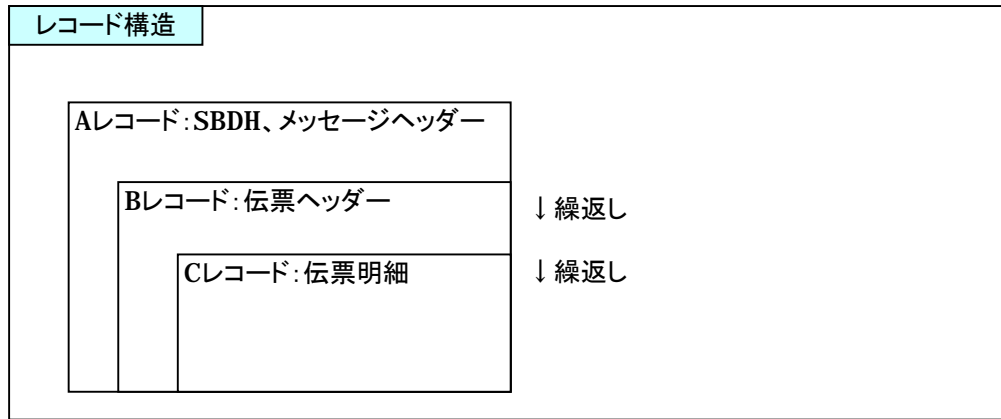 レコード構造
Aレコード：SBDH、メッセージヘッダー
Bレコード：伝票ヘッダー
↓繰返し
Cレコード：伝票明細
↓繰返し